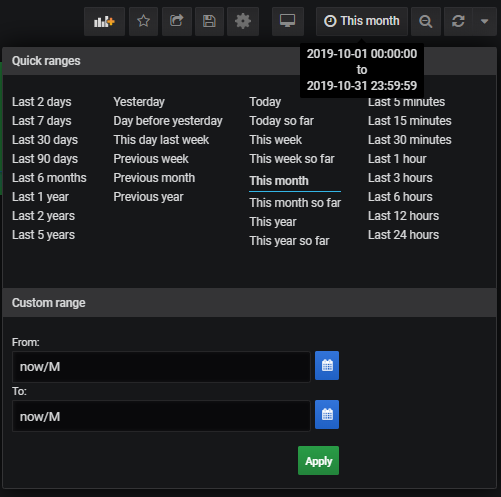 This month
2019-10-01 00:00:00
to
2019-10-31 23:59:59
Quick ranges
Last 2 days
Last 7 days
Last 30 days
Last 90 days
Last 6 months
Last 1 year
Last 2 years
Last 5 years
Yesterday
Day before yesterday
This day last week
Previous week
Previous month
Previous year
Today
Today so far
This week
This week so far
This month
This month so far
This year
This year so far
Last 5 minutes
Last 15 minutes
Last 30 minutes
Last 1 hour
Last 3 hours
Last 6 hours
Last 12 hours
Last 24 hours
Custom range
From:
now/M
To:
now/M
Apply